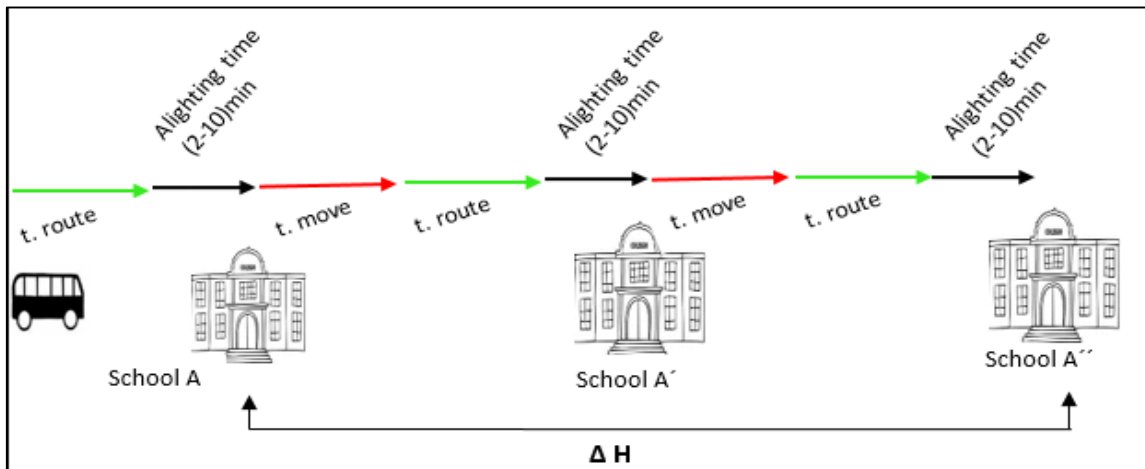 Alighting time
(2-10)min
Alighting time
(2-10)min
Alighting time
(2-10)min
t. route
t. move
t. route
t. move
t. route
School A
School A´
School A´´
Δ H